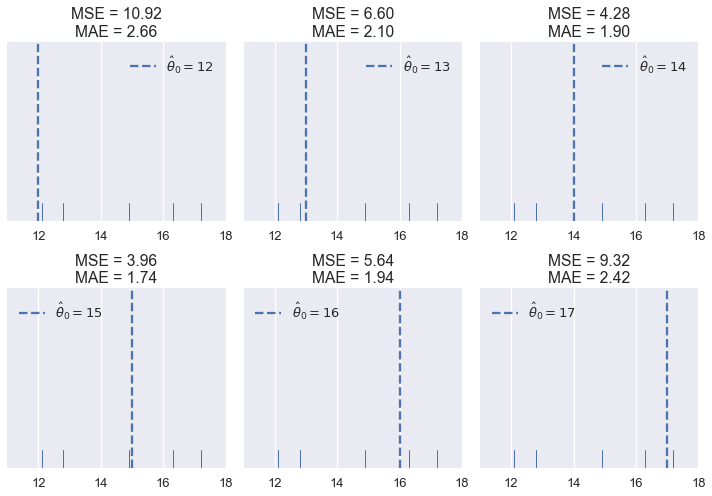 MSE = 10.92
MAE = 2.66
θ̂₀ = 12
12 14 16 18
MSE = 6.60
MAE = 2.10
θ̂₀ = 13
12 14 16 18
MSE = 4.28
MAE = 1.90
θ̂₀ = 14
12 14 16 18
MSE = 3.96
MAE = 1.74
θ̂₀ = 15
12 14 16 18
MSE = 5.64
MAE = 1.94
θ̂₀ = 16
12 14 16 18
MSE = 9.32
MAE = 2.42
θ̂₀ = 17
12 14 16 18